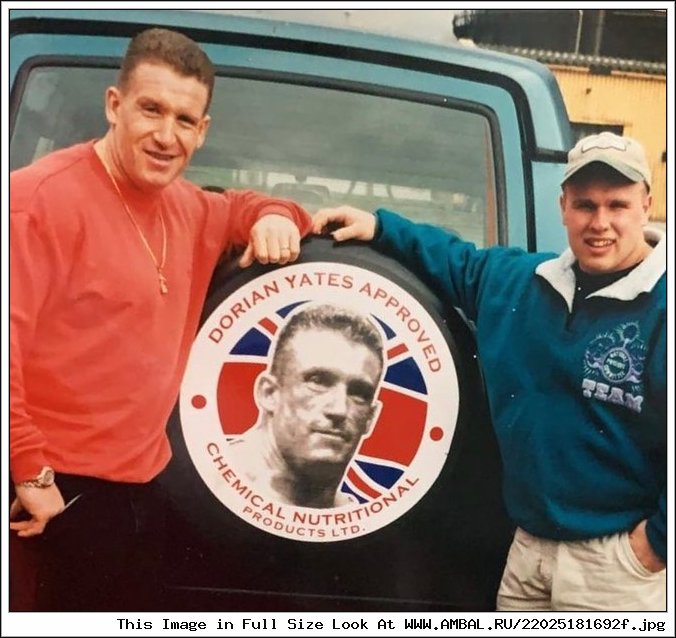 DORIAN YATES APPROVED
CHEMICAL NUTRITIONAL
PRODUCTS LTD.
TEAM
This Image in Full Size Look At WWW.AMBAL.RU/22025181692f.jpg